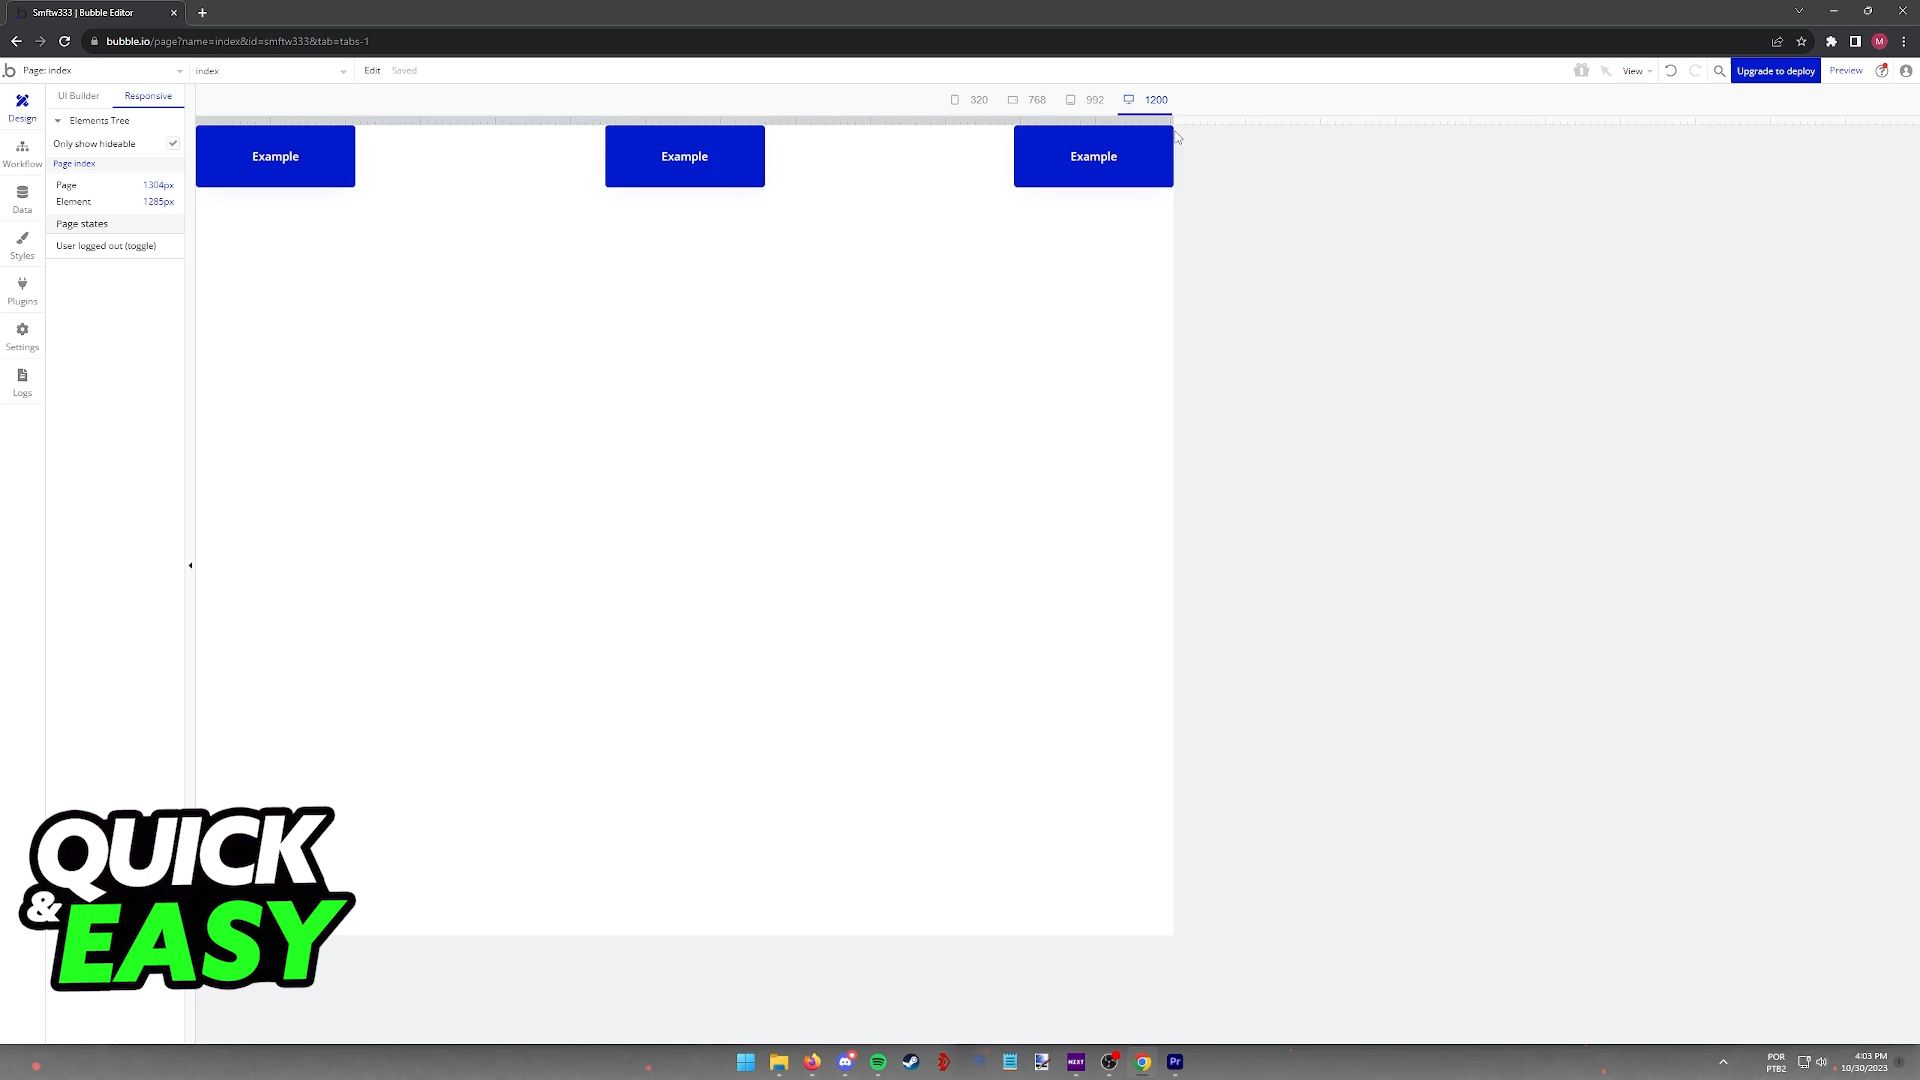 Smftw333 | Bubble Editor
bubble.io/page?name=index&id=smftw333&tab=tabs-1
M
Page: index
index
Edit
Saved
View
Upgrade to deploy
Preview
UI Builder
Responsive
320
768
992
1200
Design
Elements Tree
Only show hideable
Workflow
Page index
Page
1304px
Element
1285px
Data
Page states
User logged out (toggle)
Styles
Plugins
Settings
Logs
Example
Example
Example
QUICK
& EASY
NZXT
Pr
POR
PTB2
4:03 PM
10/30/2023
1